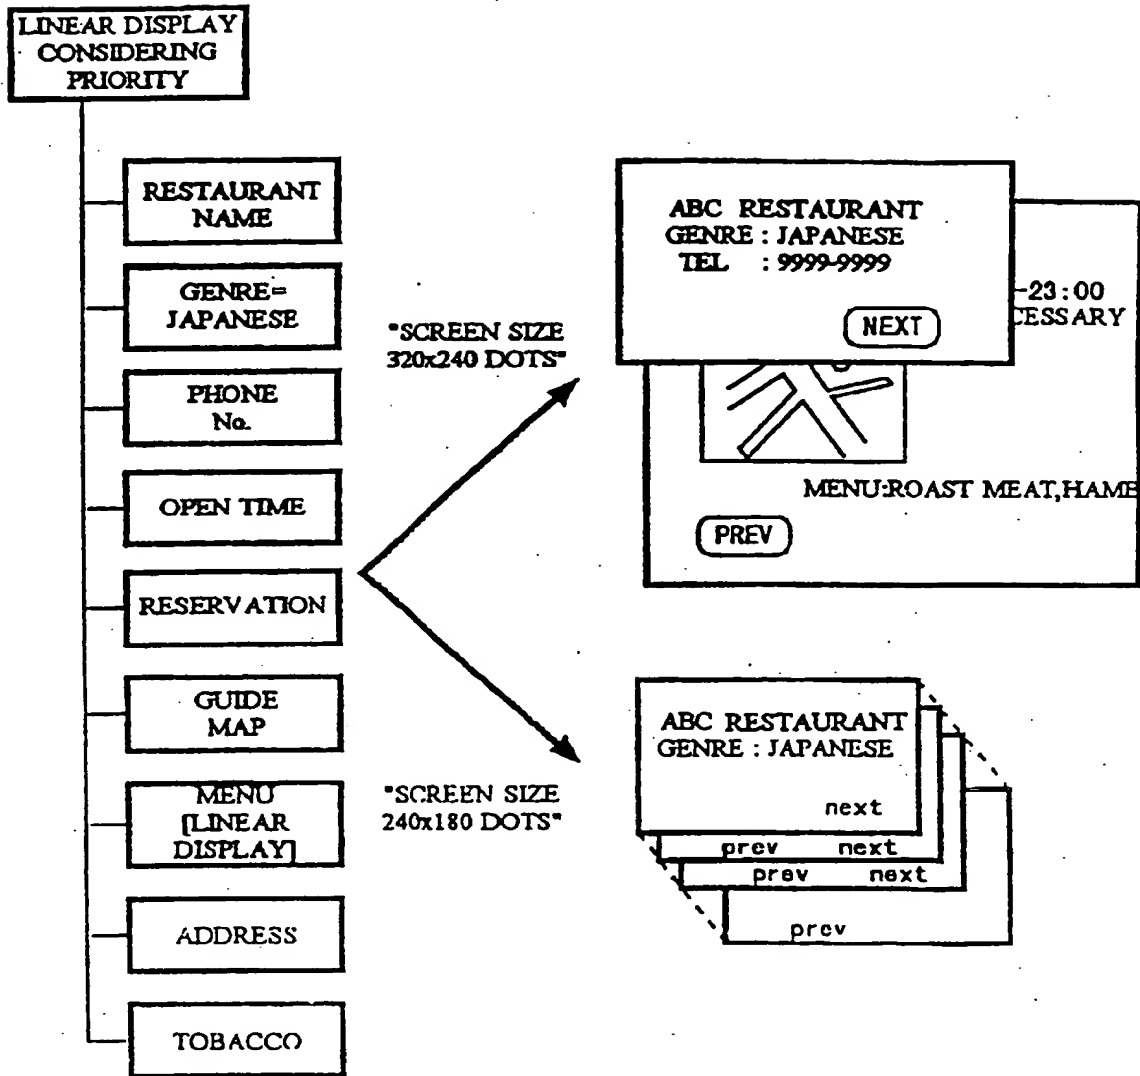 LINEAR DISPLAY
CONSIDERING
PRIORITY
RESTAURANT
NAME
GENRE=
JAPANESE
PHONE
No.
OPEN TIME
RESERVATION
GUIDE
MAP
MENU
[LINEAR
DISPLAY]
ADDRESS
TOBACCO
"SCREEN SIZE
320x240 DOTS"
ABC RESTAURANT
GENRE : JAPANESE
TEL : 9999-9999
NEXT
-23:00
CESSARY
MENU:ROAST MEAT,HAMB
PREV
"SCREEN SIZE
240x180 DOTS"
ABC RESTAURANT
GENRE : JAPANESE
next
prev next
prev next
prev